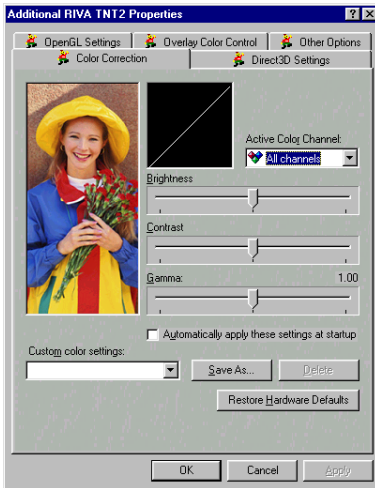 Additional RIVA TNT2 Properties
OpenGL Settings Overlay Color Control Other Options
Color Correction Direct3D Settings
Active Color Channel:
All channels
Brightness
Contrast
Gamma: 1.00
Automatically apply these settings at startup
Custom color settings:
Save As... Delete
Restore Hardware Defaults
OK Cancel Apply